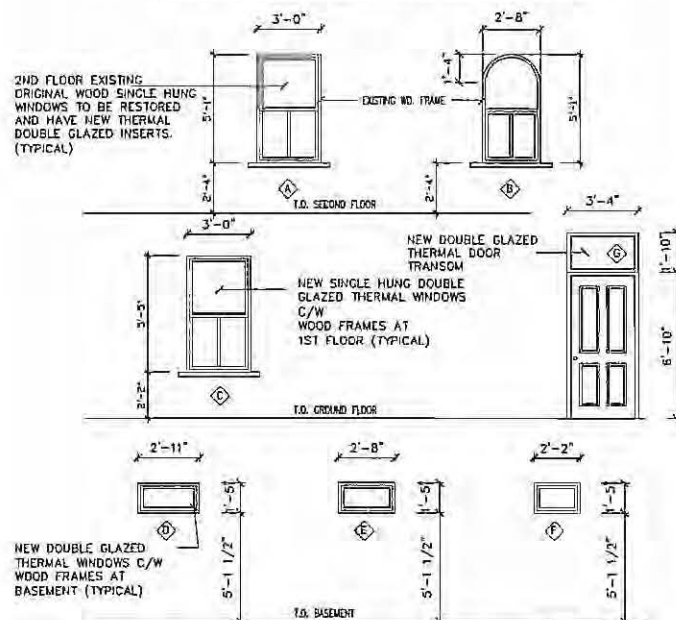 3'-0"
2'-8"
2ND FLOOR EXISTING
ORIGINAL WOOD SINGLE HUNG
WINDOWS TO BE RESTORED
AND HAVE NEW THERMAL
DOUBLE GLAZED INSERTS.
(TYPICAL)
5'-1"
EXISTING WD. FRAME
1'-4"
5'-1"
2'-4"
A
2'-4"
B
T.O. SECOND FLOOR
3'-0"
3'-4"
NEW DOUBLE GLAZED
THERMAL DOOR
TRANSOM
G
1'-10"
NEW SINGLE HUNG DOUBLE
GLAZED THERMAL WINDOWS
C/W
WOOD FRAMES AT
1ST FLOOR (TYPICAL)
5'-5"
6'-10"
2'-2"
C
T.O. GROUND FLOOR
2'-11"
2'-8"
2'-2"
1'-5"
1'-5"
1'-5"
D
E
F
NEW DOUBLE GLAZED
THERMAL WINDOWS C/W
WOOD FRAMES AT
BASEMENT (TYPICAL)
5'-1 1/2"
5'-1 1/2"
5'-1 1/2"
T.O. BASEMENT